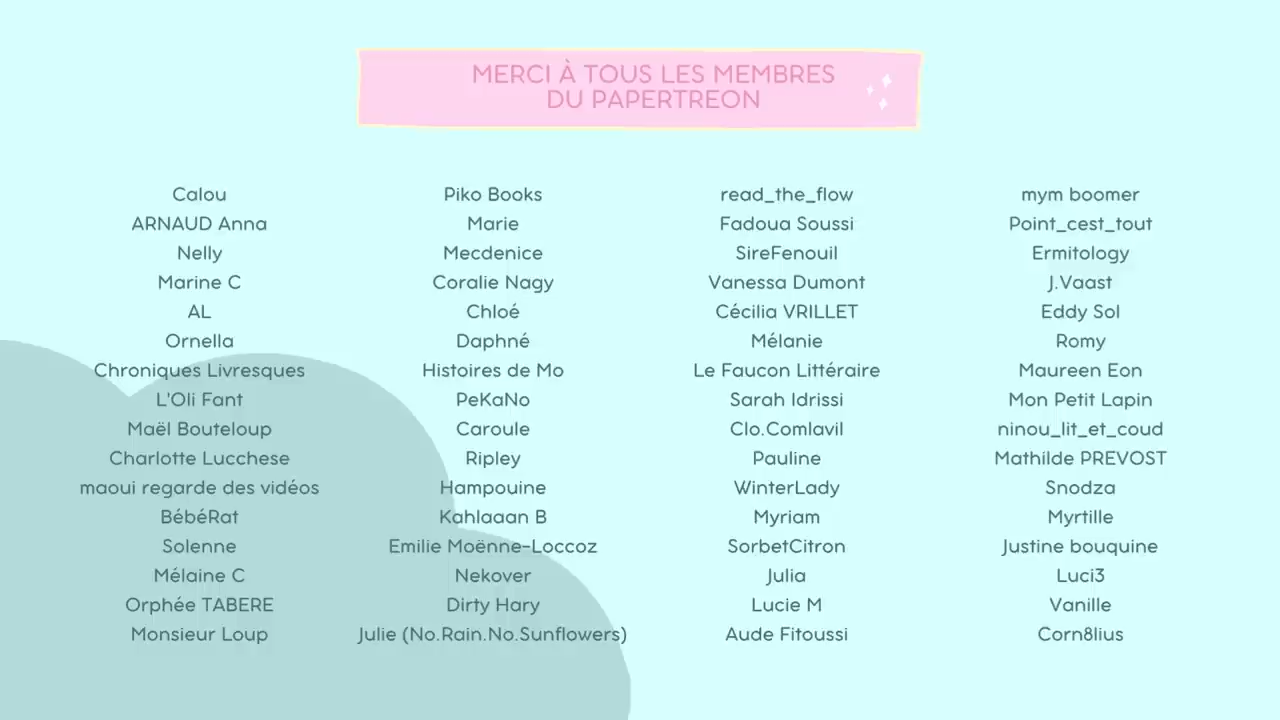 MERCI À TOUS LES MEMBRES
DU PAPERTREON
Calou
ARNAUD Anna
Nelly
Marine C
AL
Ornella
Chroniques Livresques
L'Oli Fant
Maël Bouteloup
Charlotte Lucchese
maoui regarde des vidéos
BébéRat
Solenne
Mélaine C
Orphée TABERE
Monsieur Loup
Piko Books
Marie
Mecdenice
Coralie Nagy
Chloé
Daphné
Histoires de Mo
PeKaNo
Caroule
Ripley
Hampouine
Kahlaaan B
Emilie Moënne-Loccoz
Nekover
Dirty Hary
Julie (No.Rain.No.Sunflowers)
read_the_flow
Fadoua Soussi
SireFenouil
Vanessa Dumont
Cécilia VRILLET
Mélanie
Le Faucon Littéraire
Sarah Idrissi
Clo.Comlavil
Pauline
WinterLady
Myriam
SorbetCitron
Julia
Lucie M
Aude Fitoussi
mym boomer
Point_cest_tout
Ermitology
J.Vaast
Eddy Sol
Romy
Maureen Eon
Mon Petit Lapin
ninou_lit_et_coud
Mathilde PREVOST
Snodza
Myrtille
Justine bouquine
Luci3
Vanille
Corn8lius